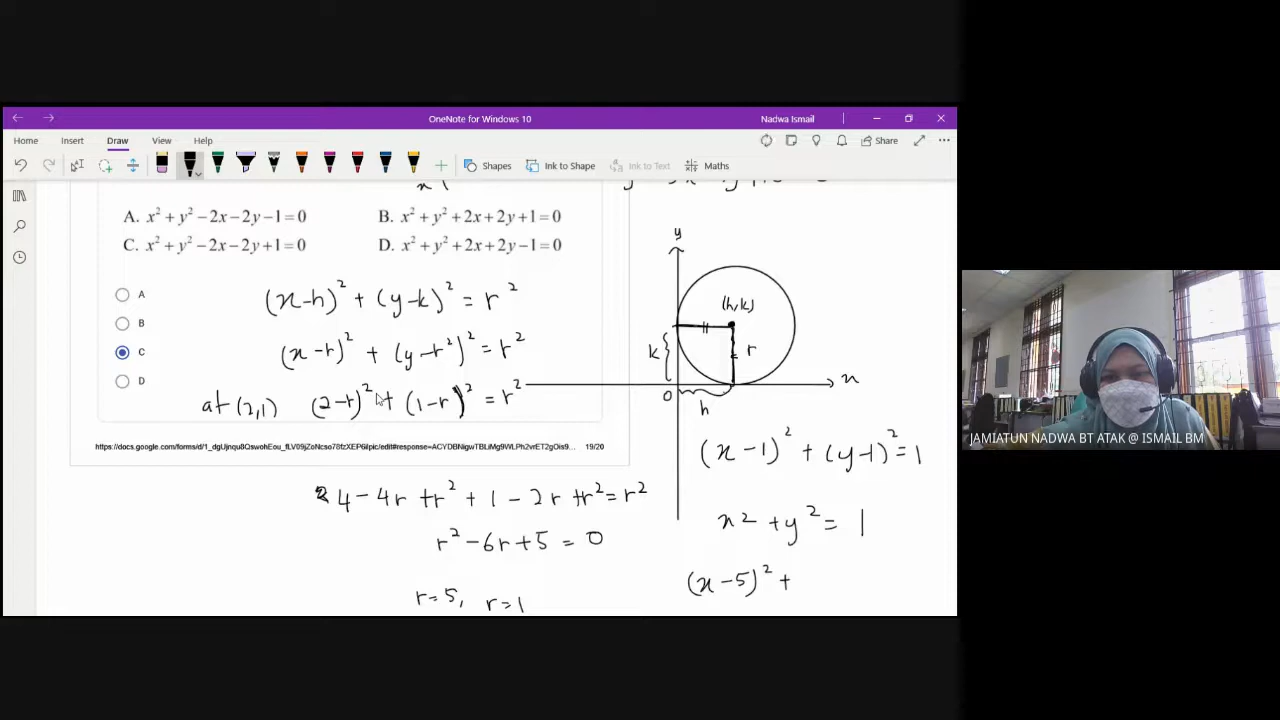 OneNote for Windows 10
Nadwa Ismail
Home Insert Draw View Help
Share
Shapes Ink to Shape Ink to Text Maths
A. x² + y² − 2x − 2y − 1 = 0 B. x² + y² + 2x + 2y + 1 = 0
C. x² + y² − 2x − 2y + 1 = 0 D. x² + y² + 2x + 2y − 1 = 0
A
B
C
D
(x−h)² + (y−k)² = r²
(x−r)² + (y−r²)² = r²
at (2,1) (2−r)² + (1−r)² = r²
19/20
4 − 4r + r² + 1 − 2r + r² = r²
r² − 6r + 5 = 0
r = 5, r = 1
y
(h,k)
k
r
x
0
h
(x − 1)² + (y−1)² = 1
x² + y² = 1
(x − 5)² +
JAMIATUN NADWA BT ATAK @ ISMAIL BM